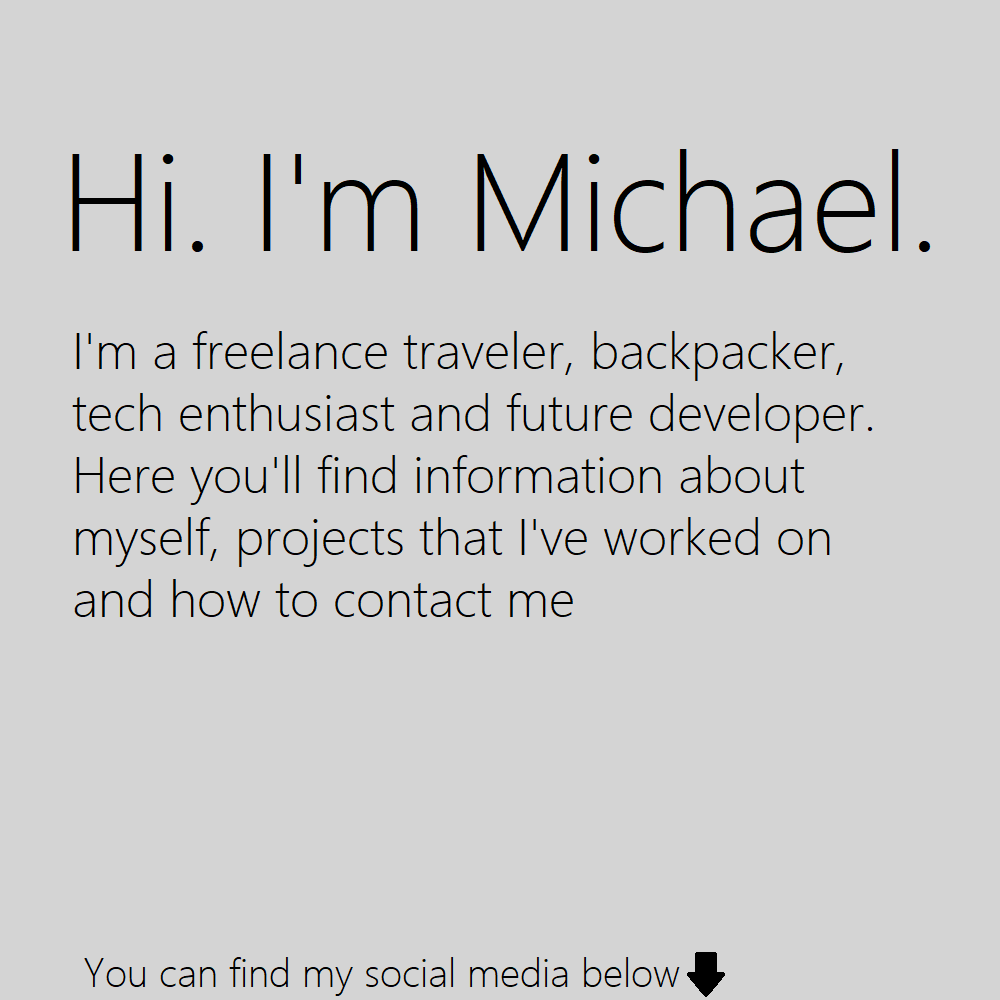 Hi. I'm Michael.
I'm a freelance traveler, backpacker,
tech enthusiast and future developer.
Here you'll find information about
myself, projects that I've worked on
and how to contact me
You can find my social media below